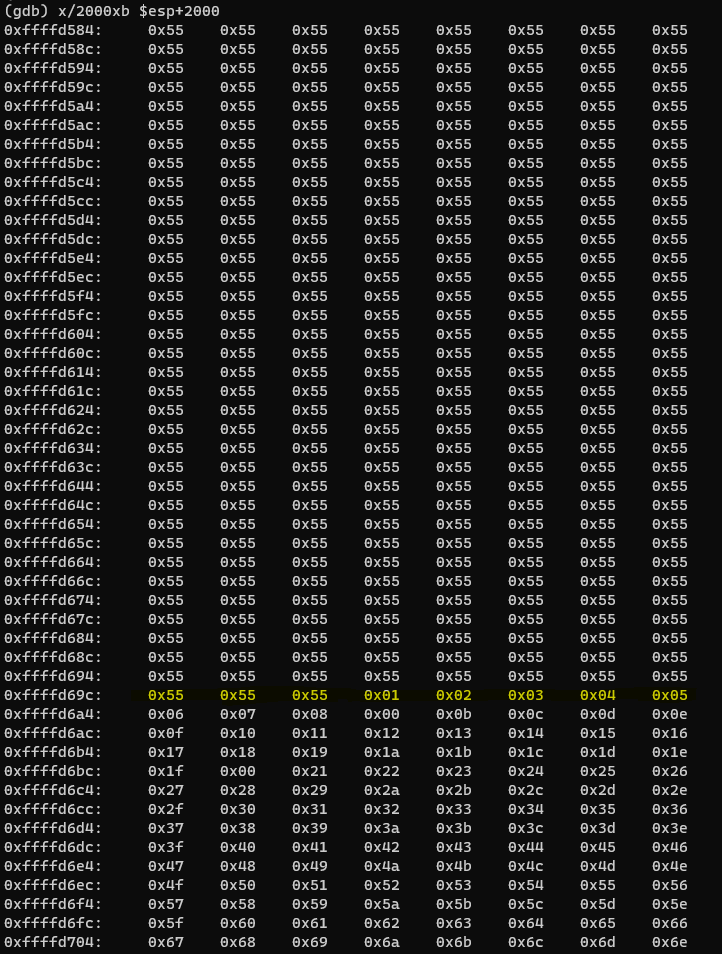 (gdb) x/2000xb $esp+2000
0xffffd584: 0x55 0x55 0x55 0x55 0x55 0x55 0x55 0x55
0xffffd58c: 0x55 0x55 0x55 0x55 0x55 0x55 0x55 0x55
0xffffd594: 0x55 0x55 0x55 0x55 0x55 0x55 0x55 0x55
0xffffd59c: 0x55 0x55 0x55 0x55 0x55 0x55 0x55 0x55
0xffffd5a4: 0x55 0x55 0x55 0x55 0x55 0x55 0x55 0x55
0xffffd5ac: 0x55 0x55 0x55 0x55 0x55 0x55 0x55 0x55
0xffffd5b4: 0x55 0x55 0x55 0x55 0x55 0x55 0x55 0x55
0xffffd5bc: 0x55 0x55 0x55 0x55 0x55 0x55 0x55 0x55
0xffffd5c4: 0x55 0x55 0x55 0x55 0x55 0x55 0x55 0x55
0xffffd5cc: 0x55 0x55 0x55 0x55 0x55 0x55 0x55 0x55
0xffffd5d4: 0x55 0x55 0x55 0x55 0x55 0x55 0x55 0x55
0xffffd5dc: 0x55 0x55 0x55 0x55 0x55 0x55 0x55 0x55
0xffffd5e4: 0x55 0x55 0x55 0x55 0x55 0x55 0x55 0x55
0xffffd5ec: 0x55 0x55 0x55 0x55 0x55 0x55 0x55 0x55
0xffffd5f4: 0x55 0x55 0x55 0x55 0x55 0x55 0x55 0x55
0xffffd5fc: 0x55 0x55 0x55 0x55 0x55 0x55 0x55 0x55
0xffffd604: 0x55 0x55 0x55 0x55 0x55 0x55 0x55 0x55
0xffffd60c: 0x55 0x55 0x55 0x55 0x55 0x55 0x55 0x55
0xffffd614: 0x55 0x55 0x55 0x55 0x55 0x55 0x55 0x55
0xffffd61c: 0x55 0x55 0x55 0x55 0x55 0x55 0x55 0x55
0xffffd624: 0x55 0x55 0x55 0x55 0x55 0x55 0x55 0x55
0xffffd62c: 0x55 0x55 0x55 0x55 0x55 0x55 0x55 0x55
0xffffd634: 0x55 0x55 0x55 0x55 0x55 0x55 0x55 0x55
0xffffd63c: 0x55 0x55 0x55 0x55 0x55 0x55 0x55 0x55
0xffffd644: 0x55 0x55 0x55 0x55 0x55 0x55 0x55 0x55
0xffffd64c: 0x55 0x55 0x55 0x55 0x55 0x55 0x55 0x55
0xffffd654: 0x55 0x55 0x55 0x55 0x55 0x55 0x55 0x55
0xffffd65c: 0x55 0x55 0x55 0x55 0x55 0x55 0x55 0x55
0xffffd664: 0x55 0x55 0x55 0x55 0x55 0x55 0x55 0x55
0xffffd66c: 0x55 0x55 0x55 0x55 0x55 0x55 0x55 0x55
0xffffd674: 0x55 0x55 0x55 0x55 0x55 0x55 0x55 0x55
0xffffd67c: 0x55 0x55 0x55 0x55 0x55 0x55 0x55 0x55
0xffffd684: 0x55 0x55 0x55 0x55 0x55 0x55 0x55 0x55
0xffffd68c: 0x55 0x55 0x55 0x55 0x55 0x55 0x55 0x55
0xffffd694: 0x55 0x55 0x55 0x55 0x55 0x55 0x55 0x55
0xffffd69c: 0x55 0x55 0x55 0x01 0x02 0x03 0x04 0x05
0xffffd6a4: 0x06 0x07 0x08 0x00 0x0b 0x0c 0x0d 0x0e
0xffffd6ac: 0x0f 0x10 0x11 0x12 0x13 0x14 0x15 0x16
0xffffd6b4: 0x17 0x18 0x19 0x1a 0x1b 0x1c 0x1d 0x1e
0xffffd6bc: 0x1f 0x00 0x21 0x22 0x23 0x24 0x25 0x26
0xffffd6c4: 0x27 0x28 0x29 0x2a 0x2b 0x2c 0x2d 0x2e
0xffffd6cc: 0x2f 0x30 0x31 0x32 0x33 0x34 0x35 0x36
0xffffd6d4: 0x37 0x38 0x39 0x3a 0x3b 0x3c 0x3d 0x3e
0xffffd6dc: 0x3f 0x40 0x41 0x42 0x43 0x44 0x45 0x46
0xffffd6e4: 0x47 0x48 0x49 0x4a 0x4b 0x4c 0x4d 0x4e
0xffffd6ec: 0x4f 0x50 0x51 0x52 0x53 0x54 0x55 0x56
0xffffd6f4: 0x57 0x58 0x59 0x5a 0x5b 0x5c 0x5d 0x5e
0xffffd6fc: 0x5f 0x60 0x61 0x62 0x63 0x64 0x65 0x66
0xffffd704: 0x67 0x68 0x69 0x6a 0x6b 0x6c 0x6d 0x6e